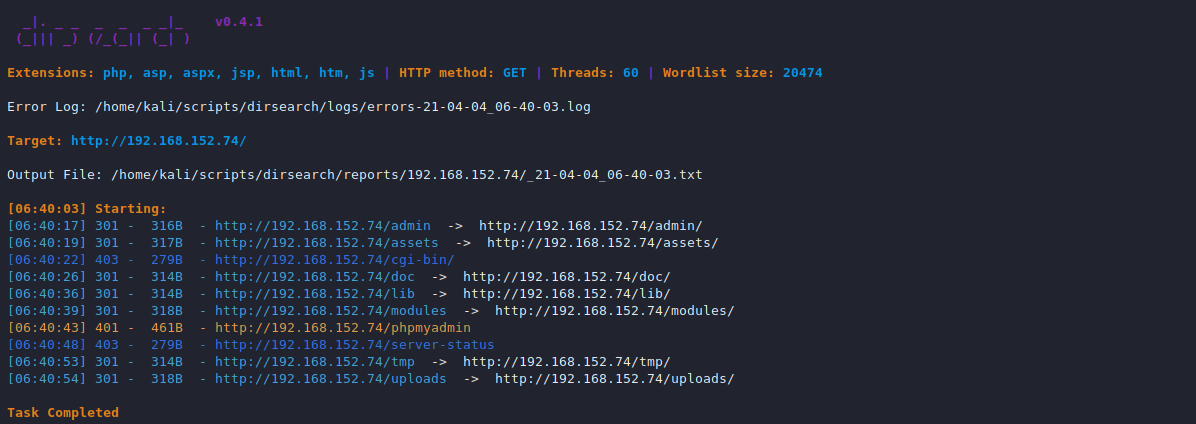 _|. _ _  _  _  _ _|_    v0.4.1
(_||| _) (/_(_|| (_| )
Extensions: php, asp, aspx, jsp, html, htm, js | HTTP method: GET | Threads: 60 | Wordlist size: 20474
Error Log: /home/kali/scripts/dirsearch/logs/errors-21-04-04_06-40-03.log
Target: http://192.168.152.74/
Output File: /home/kali/scripts/dirsearch/reports/192.168.152.74/_21-04-04_06-40-03.txt
[06:40:03] Starting:
[06:40:17] 301 -  316B  - http://192.168.152.74/admin  ->  http://192.168.152.74/admin/
[06:40:19] 301 -  317B  - http://192.168.152.74/assets  ->  http://192.168.152.74/assets/
[06:40:22] 403 -  279B  - http://192.168.152.74/cgi-bin/
[06:40:26] 301 -  314B  - http://192.168.152.74/doc  ->  http://192.168.152.74/doc/
[06:40:36] 301 -  314B  - http://192.168.152.74/lib  ->  http://192.168.152.74/lib/
[06:40:39] 301 -  318B  - http://192.168.152.74/modules  ->  http://192.168.152.74/modules/
[06:40:43] 401 -  461B  - http://192.168.152.74/phpmyadmin
[06:40:48] 403 -  279B  - http://192.168.152.74/server-status
[06:40:53] 301 -  314B  - http://192.168.152.74/tmp  ->  http://192.168.152.74/tmp/
[06:40:54] 301 -  318B  - http://192.168.152.74/uploads  ->  http://192.168.152.74/uploads/
Task Completed